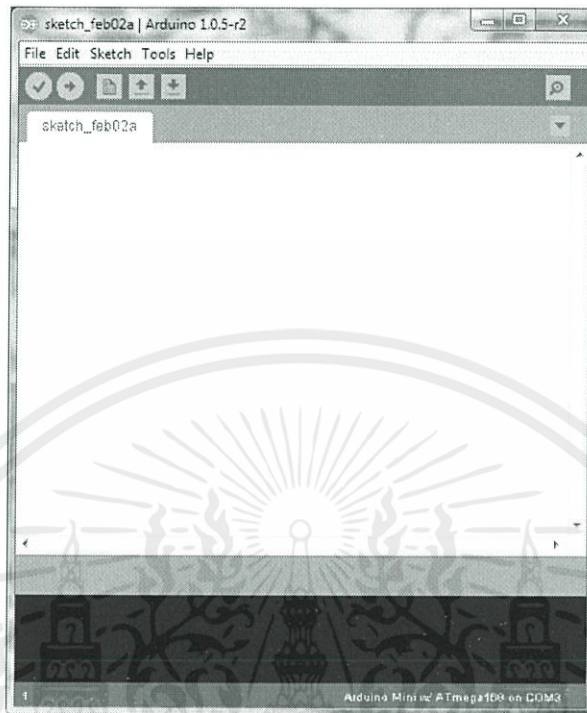 sketch_feb02a | Arduino 1.0.5-r2
File Edit Sketch Tools Help
sketch_feb02a
1
Arduino Mini w/ ATmega168 on COM3